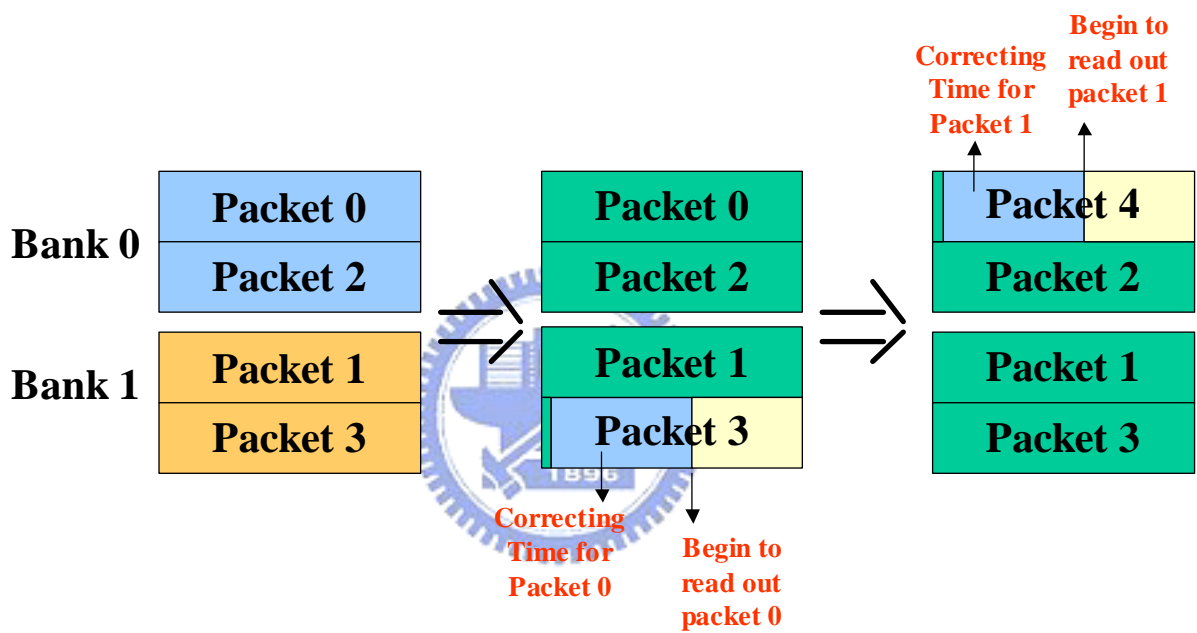 Begin to
read out
packet 1
Correcting
Time for
Packet 1
Bank 0
Packet 0
Packet 2
Packet 0
Packet 2
Packet 4
Packet 2
Bank 1
Packet 1
Packet 3
Packet 1
Packet 3
Packet 1
Packet 3
1896
Correcting
Time for
Packet 0
Begin to
read out
packet 0